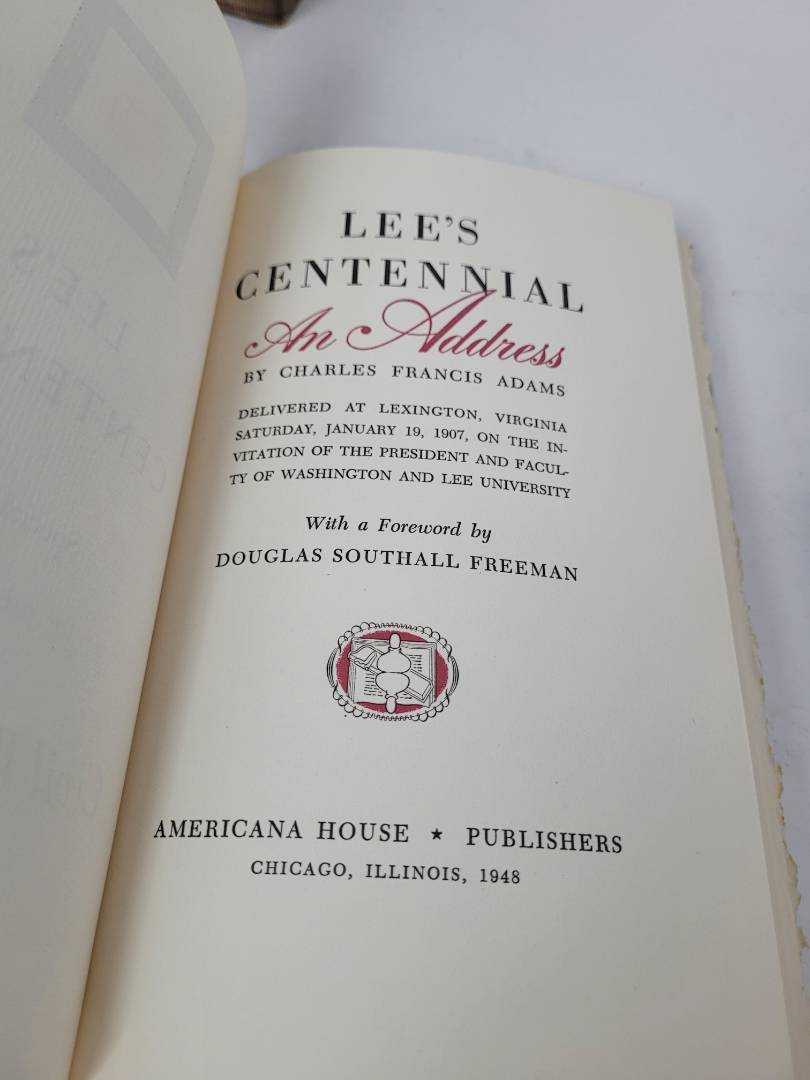 LEE'S
CENTENNIAL
An Address
BY CHARLES FRANCIS ADAMS
DELIVERED AT LEXINGTON, VIRGINIA
SATURDAY, JANUARY 19, 1907, ON THE IN-
VITATION OF THE PRESIDENT AND FACUL-
TY OF WASHINGTON AND LEE UNIVERSITY
With a Foreword by
DOUGLAS SOUTHALL FREEMAN
AMERICANA HOUSE ★ PUBLISHERS
CHICAGO, ILLINOIS, 1948